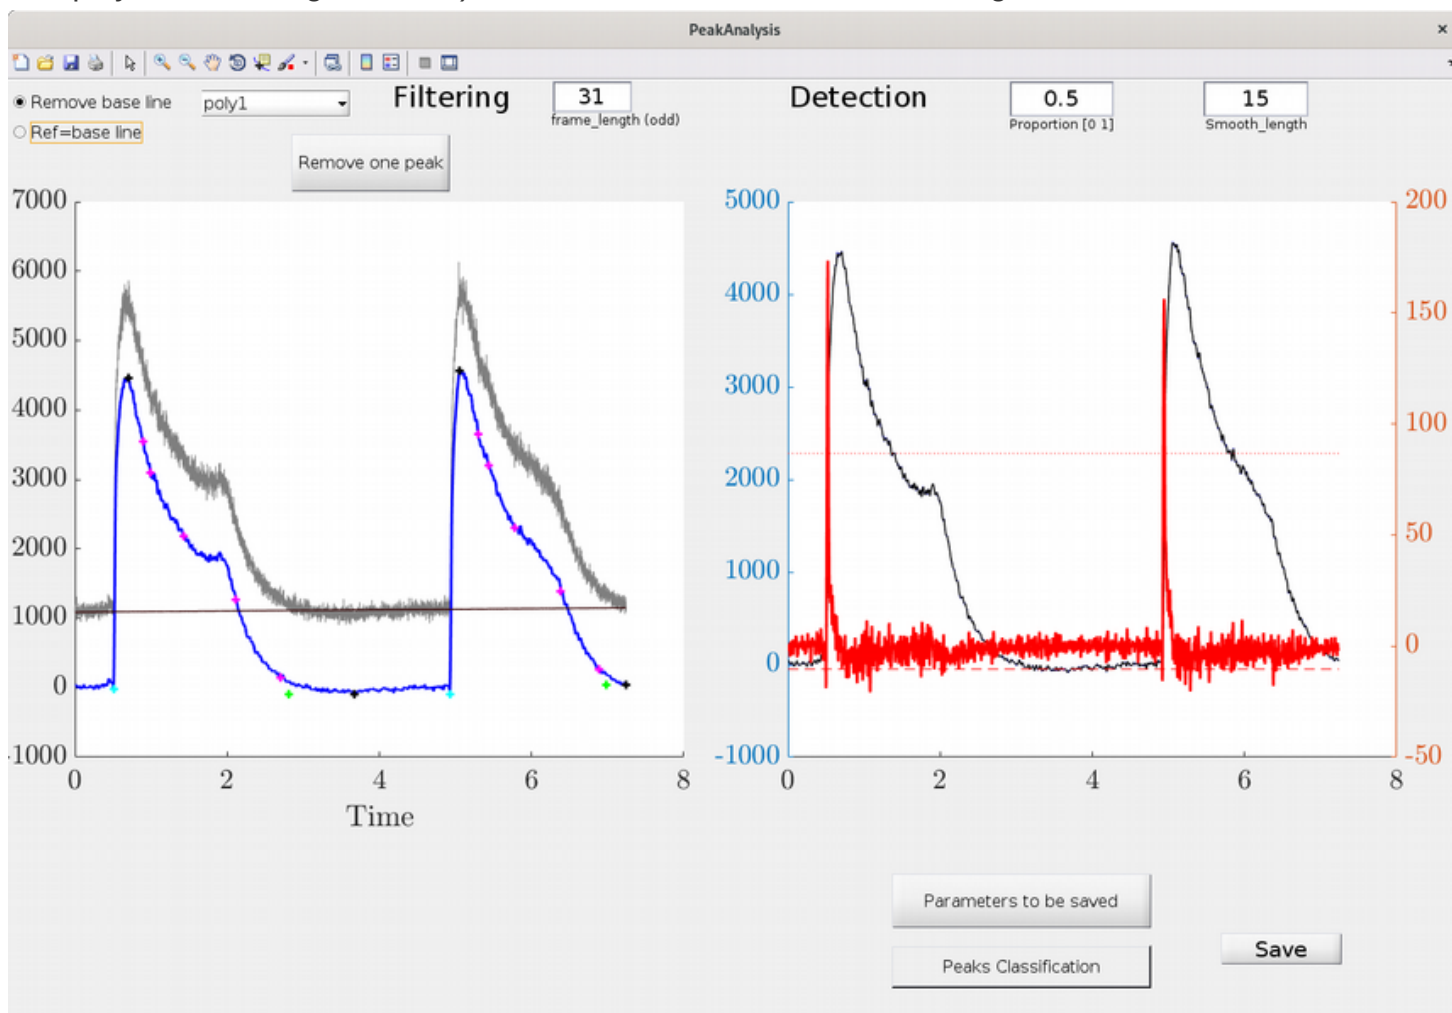 PeakAnalysis
Remove base line
poly1
Filtering
31
frame_length (odd)
Detection
0.5
Proportion [0 1]
15
Smooth_length
Ref=base line
Remove one peak
7000
6000
5000
4000
3000
2000
1000
0
-1000
0 2 4 6 8
Time
5000
4000
3000
2000
1000
0
-1000
200
150
100
50
0
-50
0 2 4 6 8
Parameters to be saved
Peaks Classification
Save